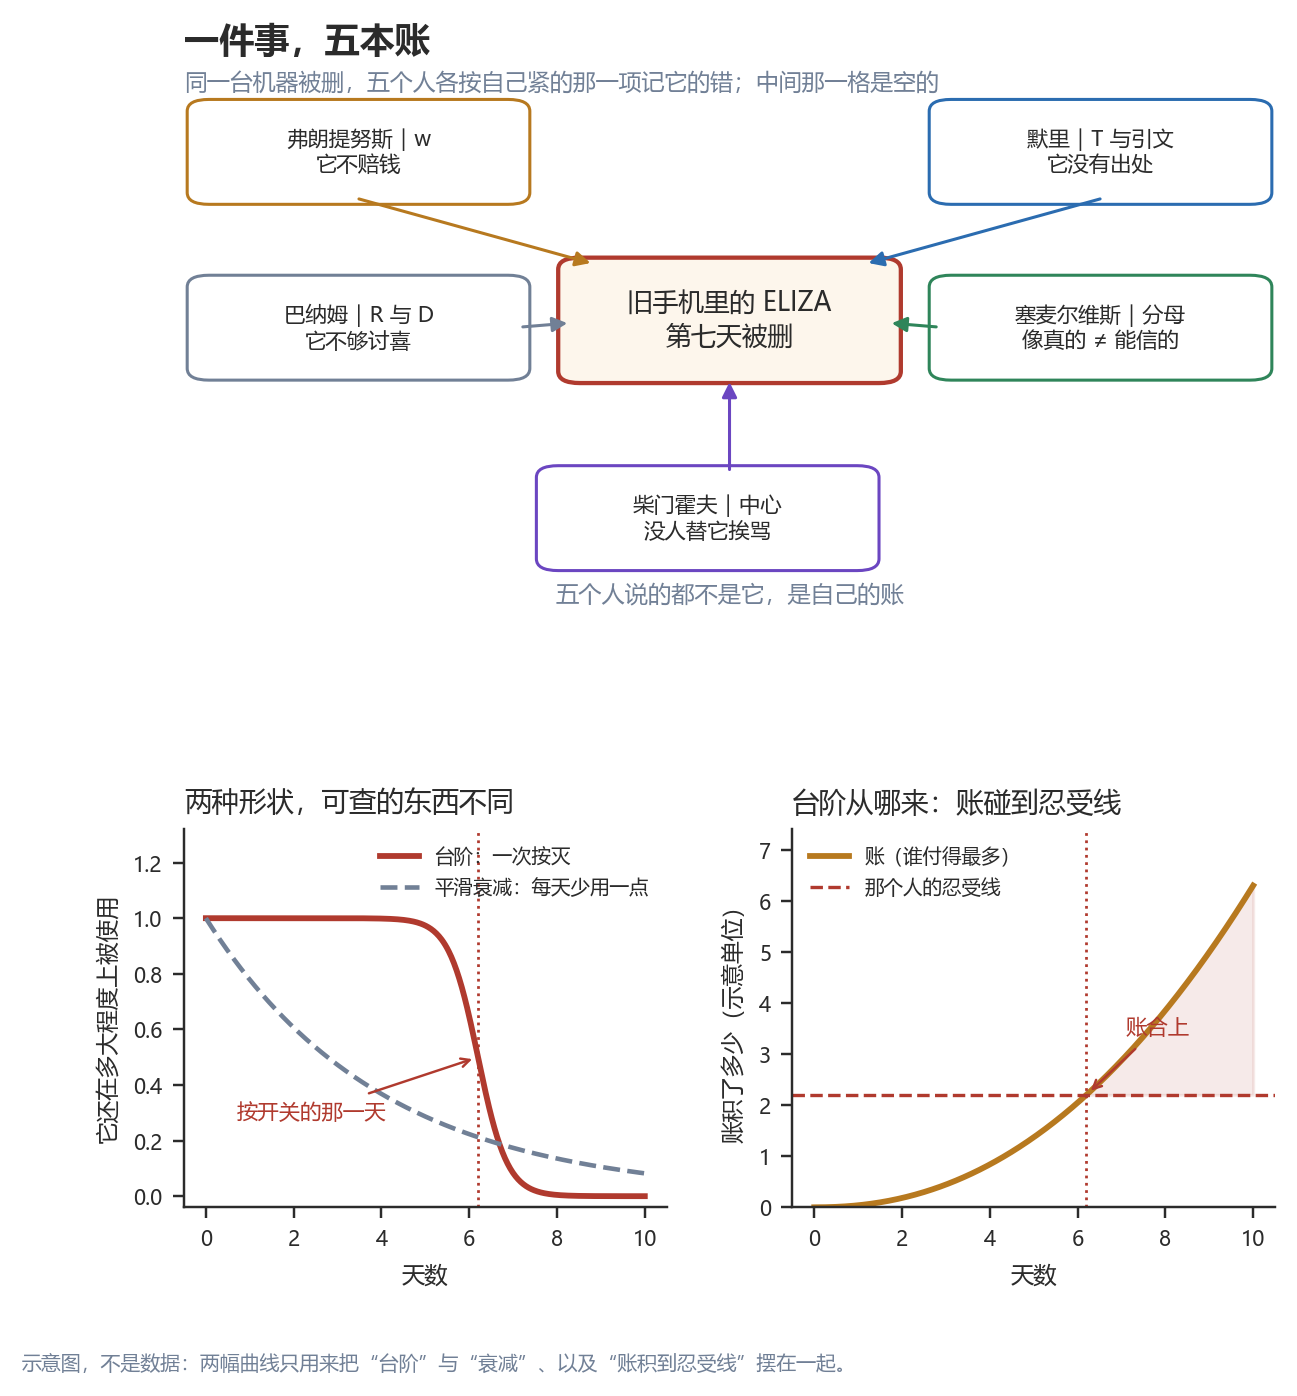 一件事，五本账
同一台机器被删，五个人各按自己紧的那一项记它的错；中间那一格是空的
弗朗提努斯｜w
它不赔钱
默里｜T 与引文
它没有出处
旧手机里的 ELIZA
第七天被删
巴纳姆｜R 与 D
它不够讨喜
塞麦尔维斯｜分母
像真的 ≠ 能信的
柴门霍夫｜中心
没人替它挨骂
五个人说的都不是它，是自己的账
两种形状，可查的东西不同
台阶：一次按灭
平滑衰减：每天少用一点
按开关的那一天
它还在多大程度上被使用
1.2
1.0
0.8
0.6
0.4
0.2
0.0
0 2 4 6 8 10
天数
台阶从哪来：账碰到忍受线
账（谁付得最多）
那个人的忍受线
账合上
账积了多少（示意单位）
7
6
5
4
3
2
1
0
0 2 4 6 8 10
天数
示意图，不是数据：两幅曲线只用来把“台阶”与“衰减”、以及“账积到忍受线”摆在一起。